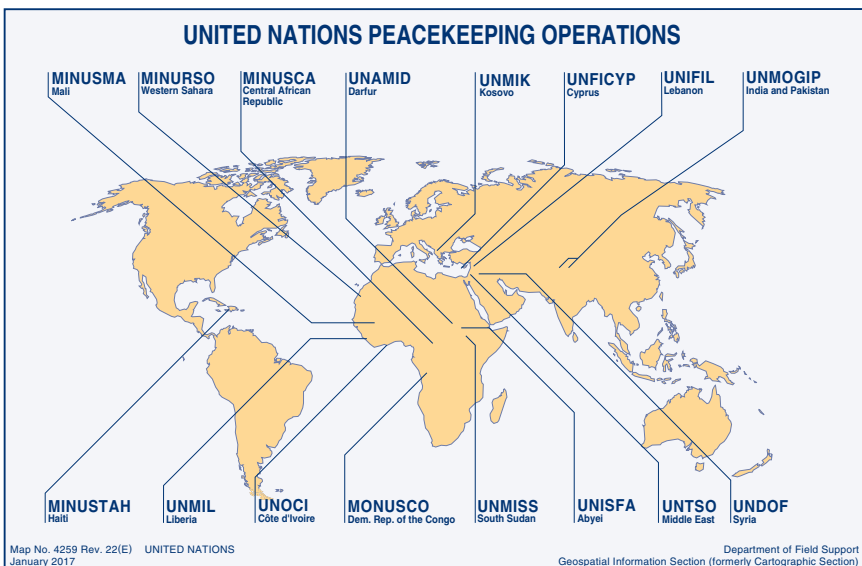 UNITED NATIONS PEACEKEEPING OPERATIONS
MINUSMA
Mali
MINURSO
Western Sahara
MINUSCA
Central African
Republic
UNAMID
Darfur
UNMIK
Kosovo
UNFICYP
Cyprus
UNIFIL
Lebanon
UNMOGIP
India and Pakistan
MINUSTAH
Haiti
UNMIL
Liberia
UNOCI
Côte d'Ivoire
MONUSCO
Dem. Rep. of the Congo
UNMISS
South Sudan
UNISFA
Abyei
UNTSO
Middle East
UNDOF
Syria
Map No. 4259 Rev. 22(E) UNITED NATIONS
January 2017
Department of Field Support
Geospatial Information Section (formerly Cartographic Section)